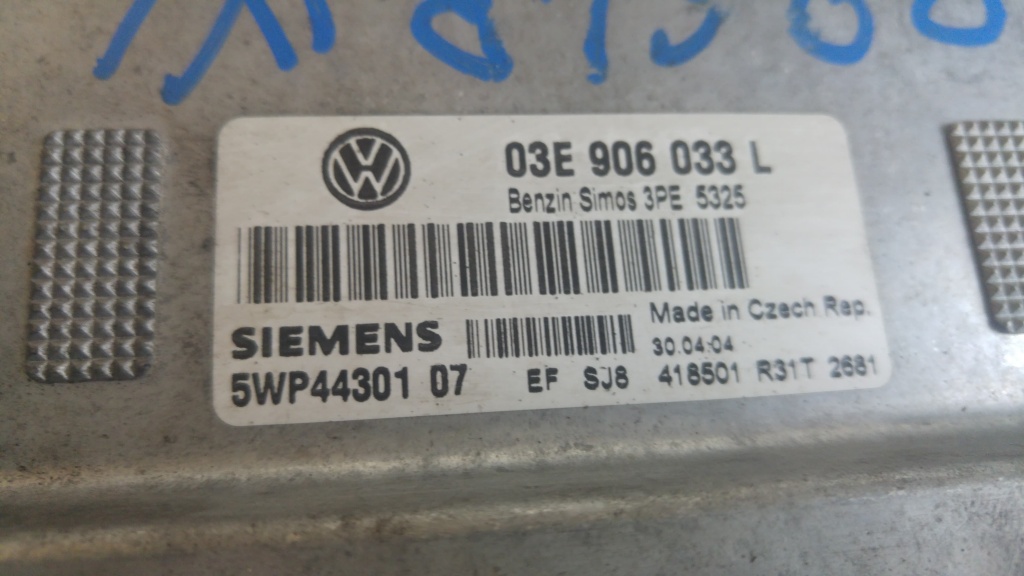 03E 906 033 L
Benzin Simos 3PE 5325
SIEMENS
Made in Czech Rep.
30.04.04
5WP44301 07 EF SJ8 418501 R31T 2681